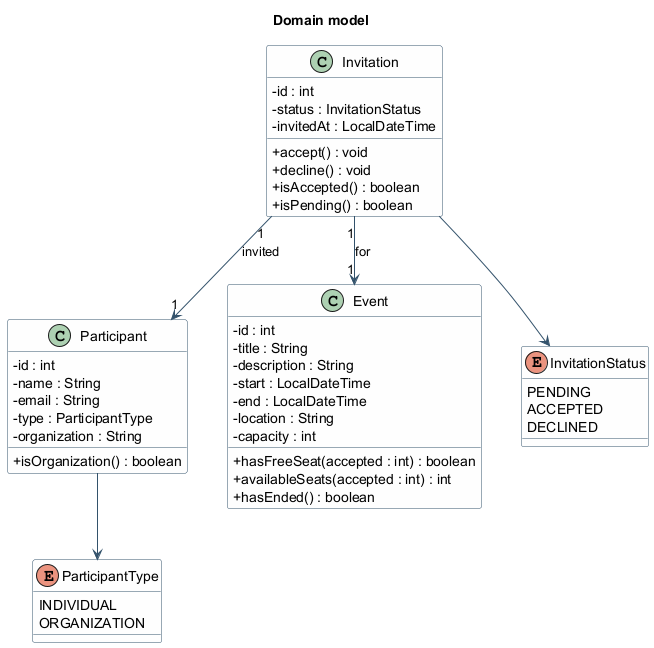 Domain model
C Invitation
-id : int
-status : InvitationStatus
-invitedAt : LocalDateTime
+accept() : void
+decline() : void
+isAccepted() : boolean
+isPending() : boolean
1
invited
1
1
for
1
C Participant
-id : int
-name : String
-email : String
-type : ParticipantType
-organization : String
+isOrganization() : boolean
C Event
-id : int
-title : String
-description : String
-start : LocalDateTime
-end : LocalDateTime
-location : String
-capacity : int
+hasFreeSeat(accepted : int) : boolean
+availableSeats(accepted : int) : int
+hasEnded() : boolean
E InvitationStatus
PENDING
ACCEPTED
DECLINED
E ParticipantType
INDIVIDUAL
ORGANIZATION